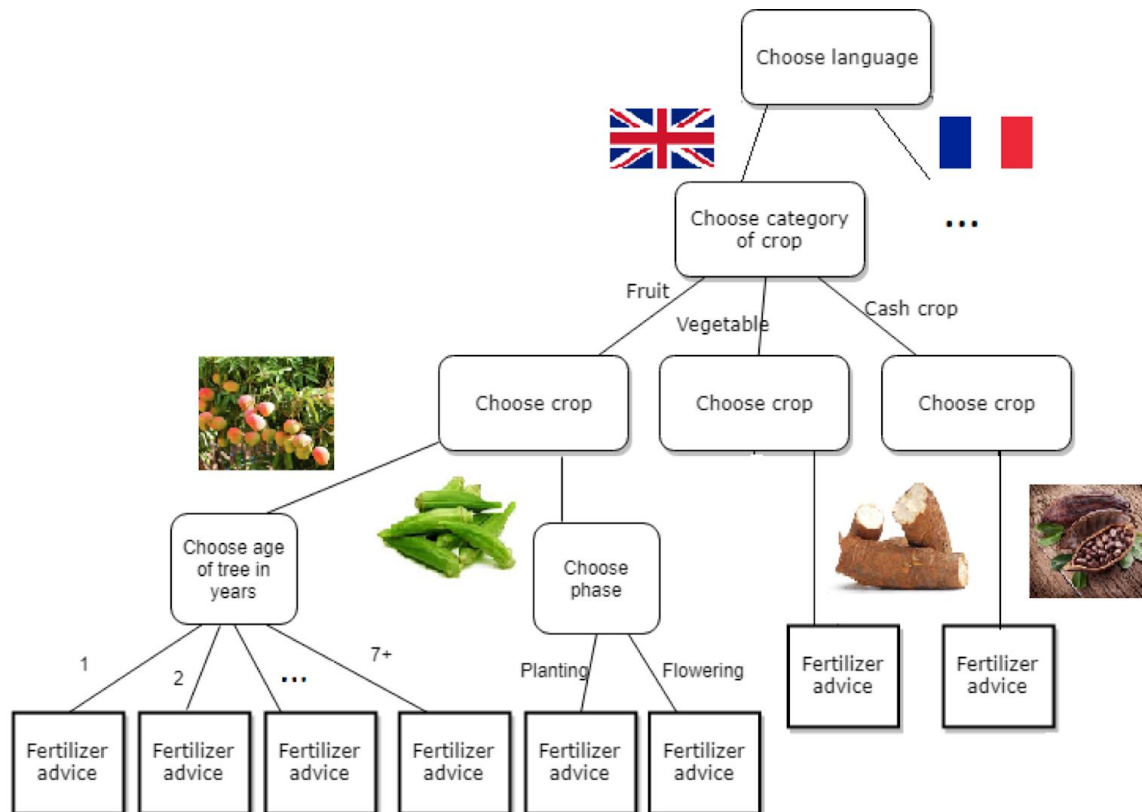 Choose language
...
Choose category
of crop
Fruit
Vegetable
Cash crop
Choose crop
Choose crop
Choose crop
Choose age
of tree in
years
Choose
phase
1
2
...
7+
Planting
Flowering
Fertilizer
advice
Fertilizer
advice
Fertilizer
advice
Fertilizer
advice
Fertilizer
advice
Fertilizer
advice
Fertilizer
advice
Fertilizer
advice